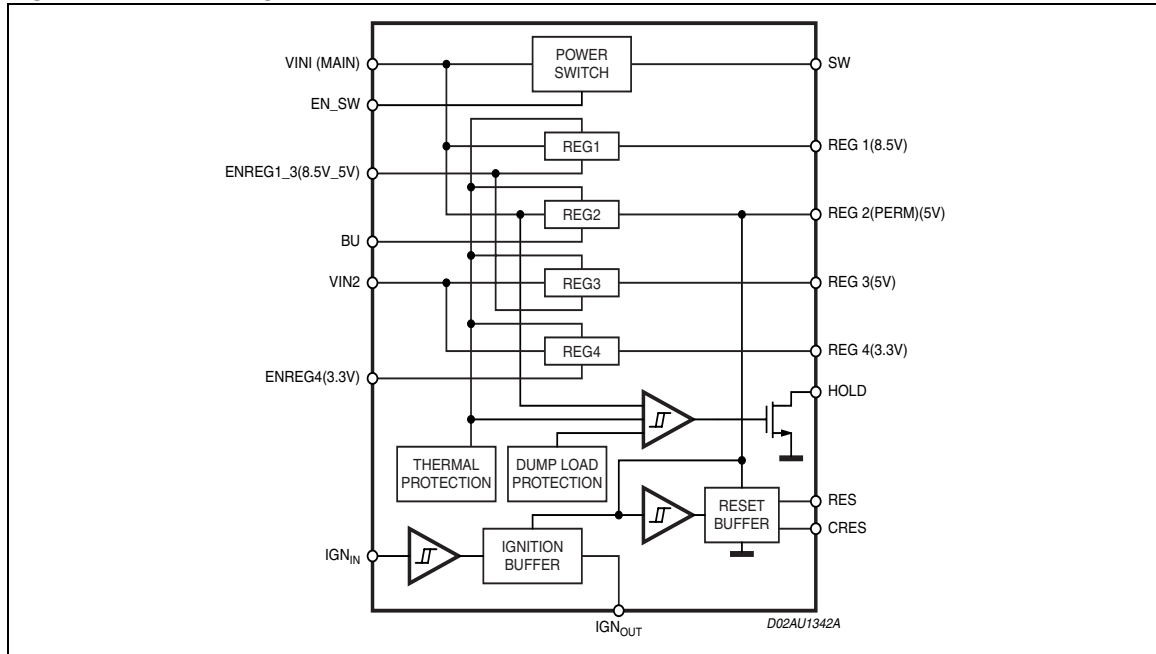 VINI (MAIN)
POWER
SWITCH
SW
EN_SW
REG1
REG 1(8.5V)
ENREG1_3(8.5V_5V)
REG2
REG 2(PERM)(5V)
BU
VIN2
REG3
REG 3(5V)
REG4
REG 4(3.3V)
ENREG4(3.3V)
HOLD
THERMAL
PROTECTION
DUMP LOAD
PROTECTION
RESET
BUFFER
RES
CRES
IGNIN
IGNITION
BUFFER
IGNOUT
D02AU1342A